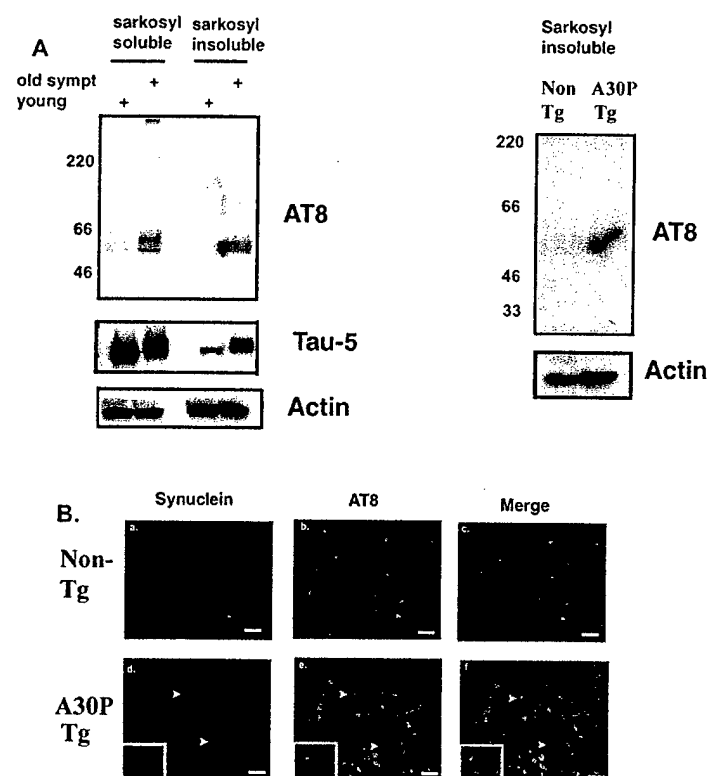 A
sarkosyl soluble
sarkosyl insoluble
old sympt + +
young + +
220
66
46
AT8
Tau-5
Actin
Sarkosyl insoluble
Non Tg
A30P Tg
220
66
46
33
AT8
Actin
B.
Synuclein
AT8
Merge
Non-
Tg
a.
b.
c.
A30P
Tg
d.
e.
f